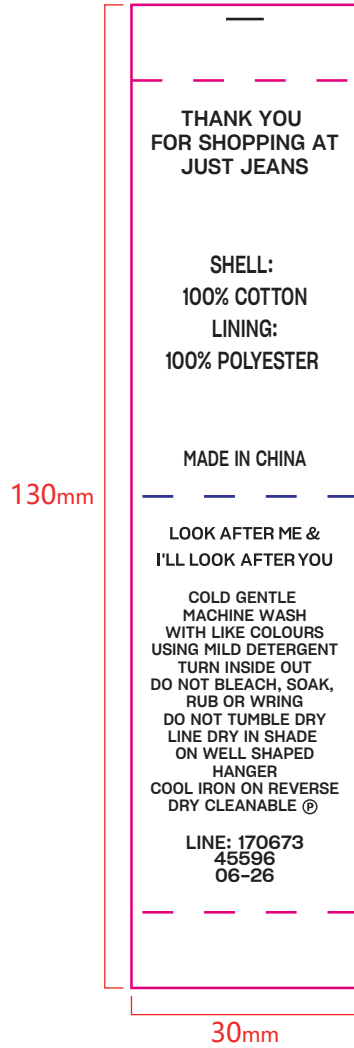 THANK YOU
FOR SHOPPING AT
JUST JEANS
SHELL:
100% COTTON
LINING:
100% POLYESTER
MADE IN CHINA
130mm
LOOK AFTER ME &
I'LL LOOK AFTER YOU
COLD GENTLE
MACHINE WASH
WITH LIKE COLOURS
USING MILD DETERGENT
TURN INSIDE OUT
DO NOT BLEACH, SOAK,
RUB OR WRING
DO NOT TUMBLE DRY
LINE DRY IN SHADE
ON WELL SHAPED
HANGER
COOL IRON ON REVERSE
DRY CLEANABLE Ⓟ
LINE: 170673
45596
06-26
30mm